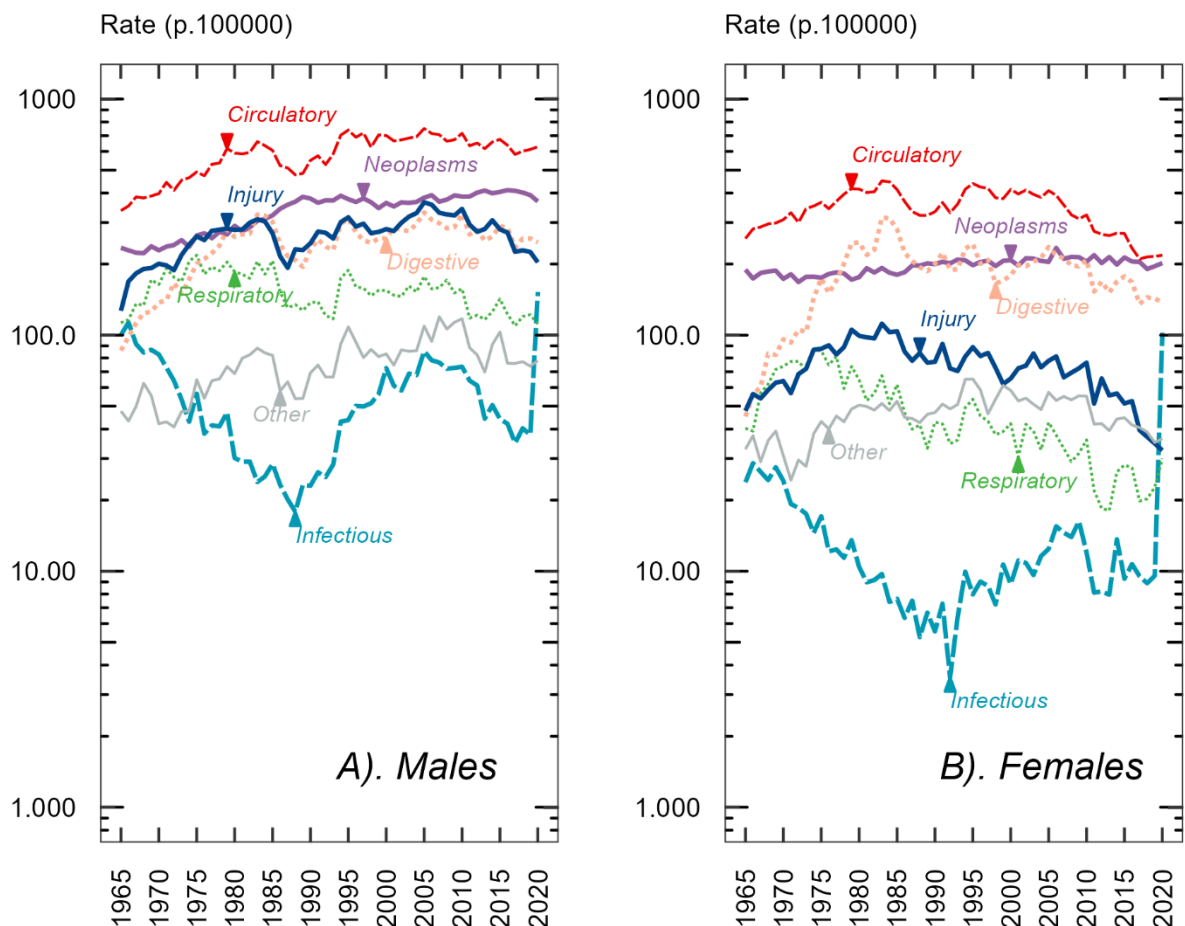 Rate (p.100000)
1000
100.0
10.00
1.000
Circulatory
Neoplasms
Injury
Digestive
Respiratory
Other
Infectious
A). Males
1965
1970
1975
1980
1985
1990
1995
2000
2005
2010
2015
2020
Rate (p.100000)
1000
100.0
10.00
1.000
Circulatory
Neoplasms
Digestive
Injury
Other
Respiratory
Infectious
B). Females
1965
1970
1975
1980
1985
1990
1995
2000
2005
2010
2015
2020